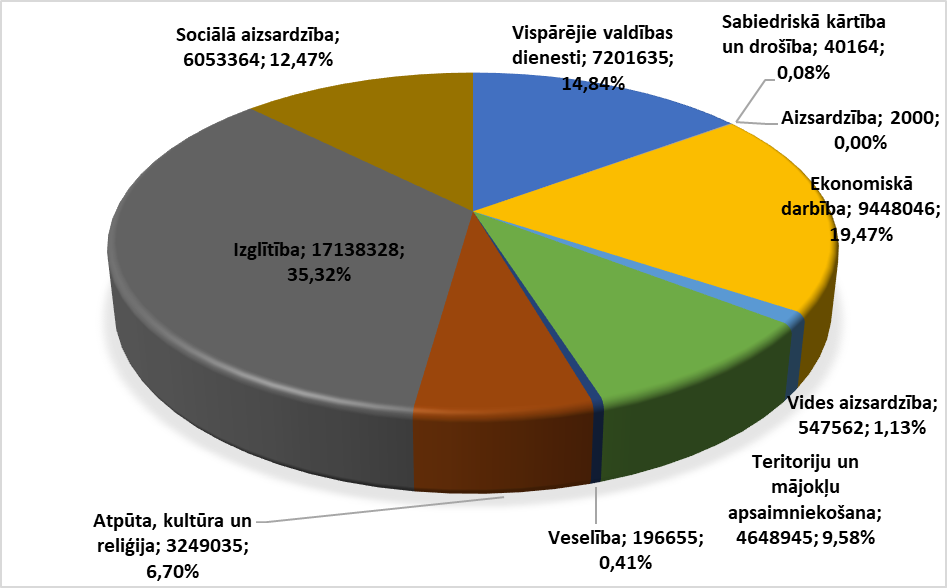 Sociālā aizsardzība;
6053364; 12,47%
Vispārējie valdības
dienesti; 7201635;
14,84%
Sabiedriskā kārtība
un drošība; 40164;
0,08%
Aizsardzība; 2000;
0,00%
Ekonomiskā
darbība; 9448046;
19,47%
Izglītība; 17138328;
35,32%
Vides aizsardzība;
547562; 1,13%
Teritoriju un
mājokļu
apsaimniekošana;
4648945; 9,58%
Veselība; 196655;
0,41%
Atpūta, kultūra un
reliģija; 3249035;
6,70%